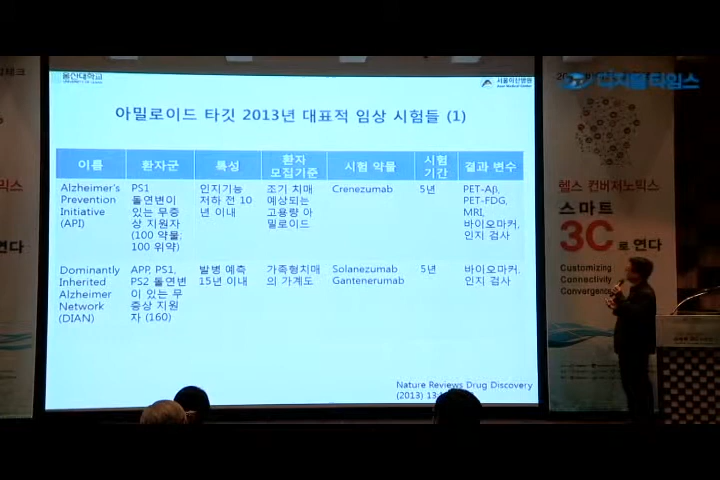 울산대학교
서울아산병원
Asan Medical Center
디지털타임스
아밀로이드 타깃 2013년 대표적 임상 시험들 (1)
이름
환자군
특성
환자
모집기준
시험 약물
시험
기간
결과 변수
Alzheimer's
Prevention
Initiative
(API)
PS1
돌연변이
있는 무증
상 지원자
(100 약물;
100 위약)
인지기능
저하 전 10
년 이내
조기 치매
예상되는
고용량 아
밀로이드
Crenezumab
5년
PET-Aβ,
PET-FDG,
MRI,
바이오마커,
인지 검사
Dominantly
Inherited
Alzheimer
Network
(DIAN)
APP, PS1,
PS2 돌연변
이 있는 무
증상 지원
자 (160)
발병 예측
15년 이내
가족형치매
의 가계도
Solanezumab
Gantenerumab
5년
바이오마커,
인지 검사
Nature Reviews Drug Discovery
(2013)
헬스 컨버저노믹스
스마트
3C로 연다
Customizing
Connectivity
Convergence
연다